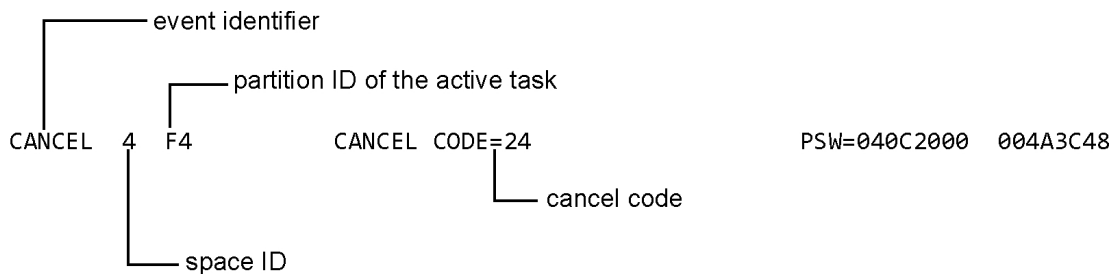 event identifier
partition ID of the active task
CANCEL 4 F4 CANCEL CODE=24 PSW=040C2000 004A3C48
cancel code
space ID